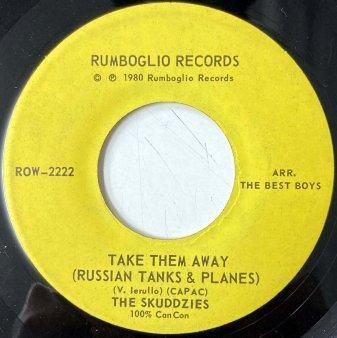 RUMBOGLIO RECORDS
© ℗ 1980 Rumboglio Records
ROW-2222
ARR.
THE BEST BOYS
TAKE THEM AWAY
(RUSSIAN TANKS & PLANES)
(V. Ierullo) (CAPAC)
THE SKUDDZIES
100% CanCon